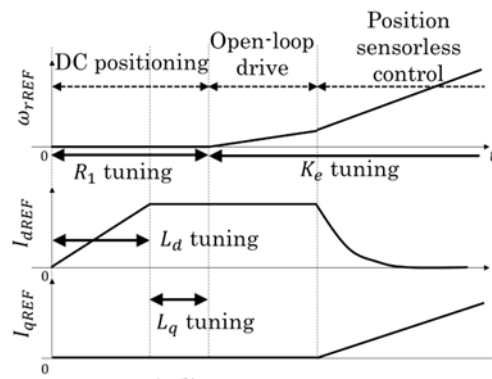 Position
sensorless
control
Open-loop
drive
DC positioning
ω_rREF
0
R₁ tuning
K_e tuning
t
I_dREF
L_d tuning
0
I_qREF
L_q tuning
0